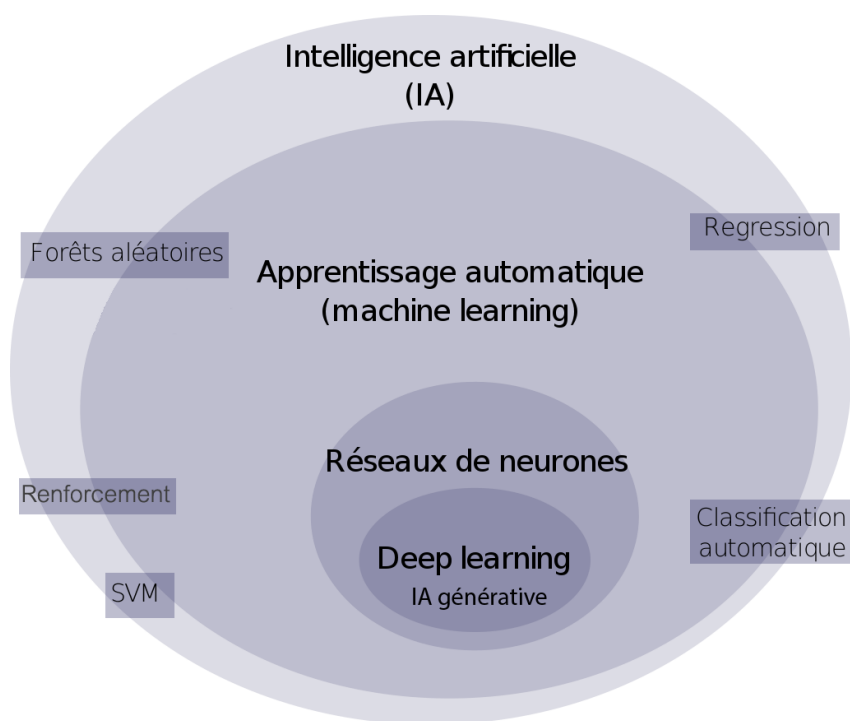 Intelligence artificielle
(IA)
Forêts aléatoires
Regression
Apprentissage automatique
(machine learning)
Réseaux de neurones
Renforcement
Classification
automatique
Deep learning
IA générative
SVM